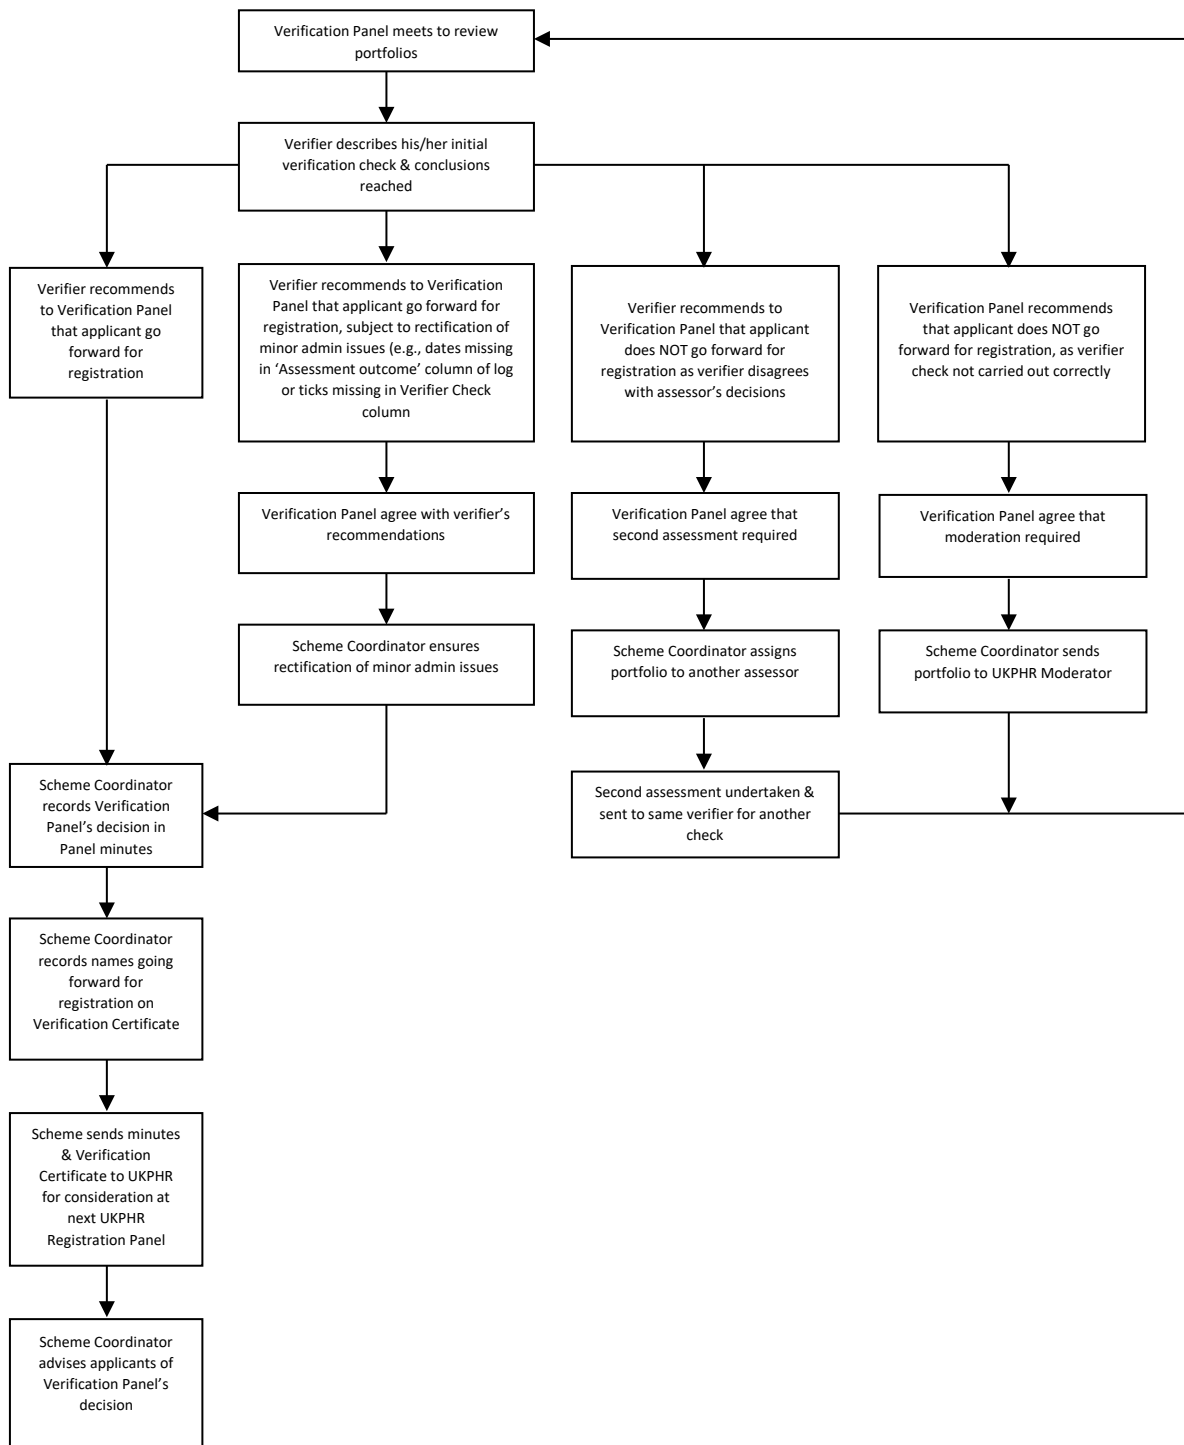 Verification Panel meets to review
portfolios
Verifier describes his/her initial
verification check & conclusions
reached
Verifier recommends
to Verification Panel
that applicant go
forward for
registration
Verifier recommends to Verification
Panel that applicant go forward for
registration, subject to rectification of
minor admin issues (e.g., dates missing
in ‘Assessment outcome’ column of log
or ticks missing in Verifier Check
column
Verifier recommends to
Verification Panel that applicant
does NOT go forward for
registration as verifier disagrees
with assessor’s decisions
Verification Panel recommends
that applicant does NOT go
forward for registration, as verifier
check not carried out correctly
Verification Panel agree with verifier’s
recommendations
Verification Panel agree that
second assessment required
Verification Panel agree that
moderation required
Scheme Coordinator ensures
rectification of minor admin issues
Scheme Coordinator assigns
portfolio to another assessor
Scheme Coordinator sends
portfolio to UKPHR Moderator
Scheme Coordinator
records Verification
Panel’s decision in
Panel minutes
Second assessment undertaken &
sent to same verifier for another
check
Scheme Coordinator
records names going
forward for
registration on
Verification Certificate
Scheme sends minutes
& Verification
Certificate to UKPHR
for consideration at
next UKPHR
Registration Panel
Scheme Coordinator
advises applicants of
Verification Panel’s
decision